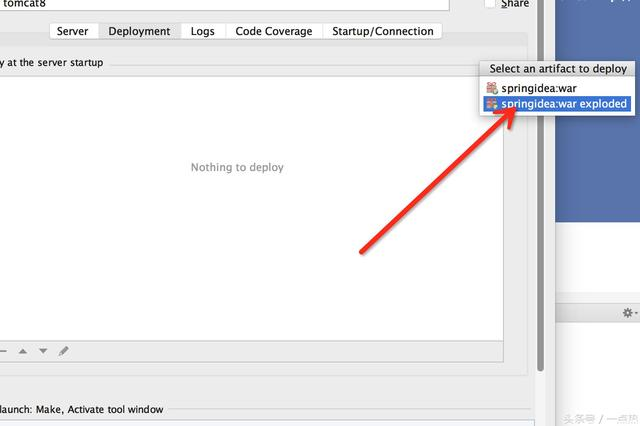 tomcat8
Share
Server
Deployment
Logs
Code Coverage
Startup/Connection
y at the server startup
Select an artifact to deploy
springidea:war
springidea:war exploded
Nothing to deploy
launch: Make, Activate tool window
头条号 / 一点热